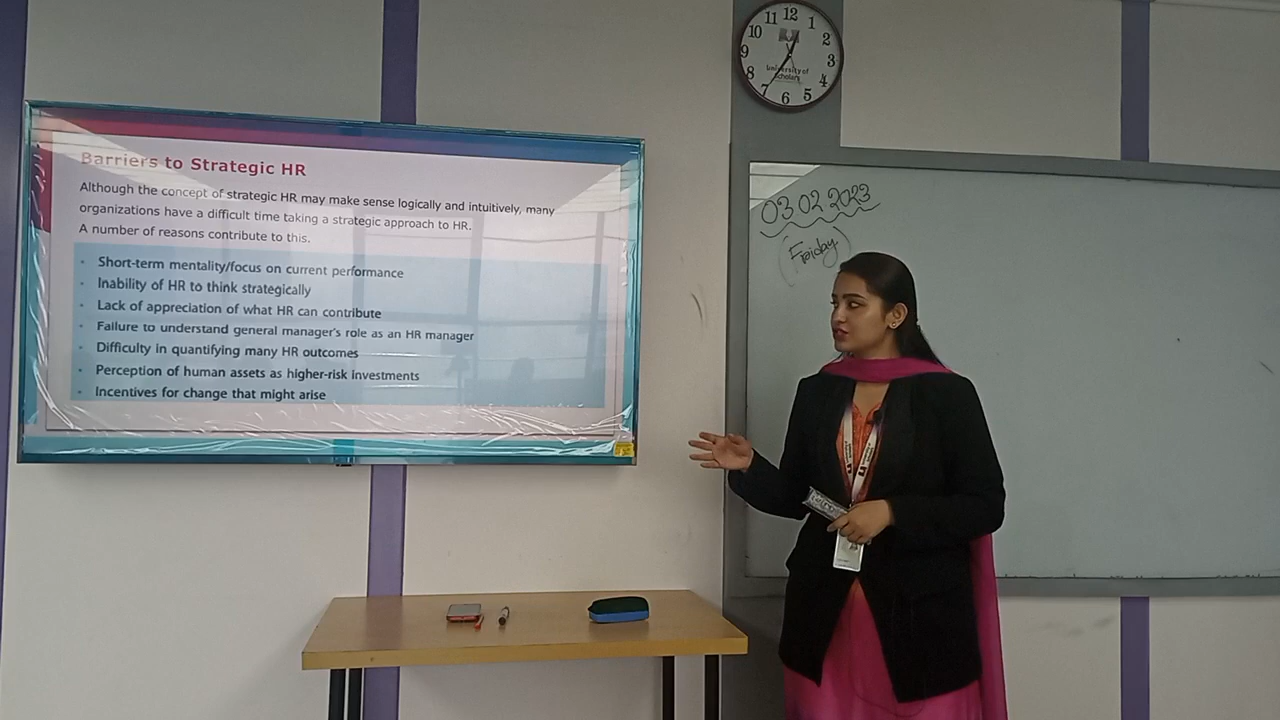 Barriers to Strategic HR
Although the concept of strategic HR may make sense logically and intuitively, many
organizations have a difficult time taking a strategic approach to HR.
A number of reasons contribute to this.
• Short-term mentality/focus on current performance
• Inability of HR to think strategically
• Lack of appreciation of what HR can contribute
• Failure to understand general manager's role as an HR manager
• Difficulty in quantifying many HR outcomes
• Perception of human assets as higher-risk investments
• Incentives for change that might arise
12
1
2
3
4
5
6
7
8
9
10
11
University of
Scholars
03 02 2023
(Friday)